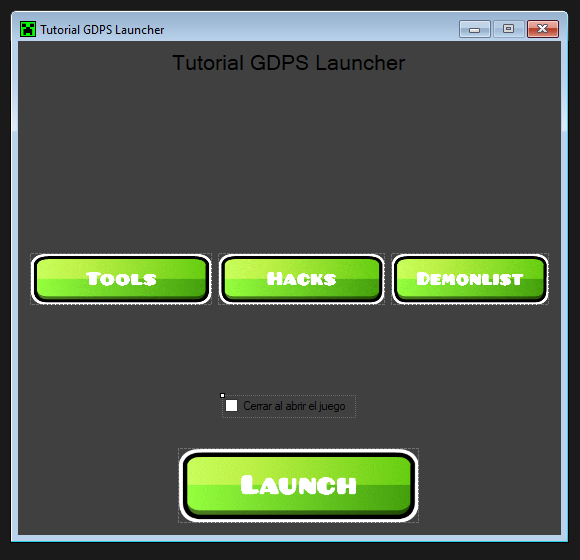 Tutorial GDPS Launcher
Tutorial GDPS Launcher
Tools
Hacks
Demonlist
Cerrar al abrir el juego
Launch